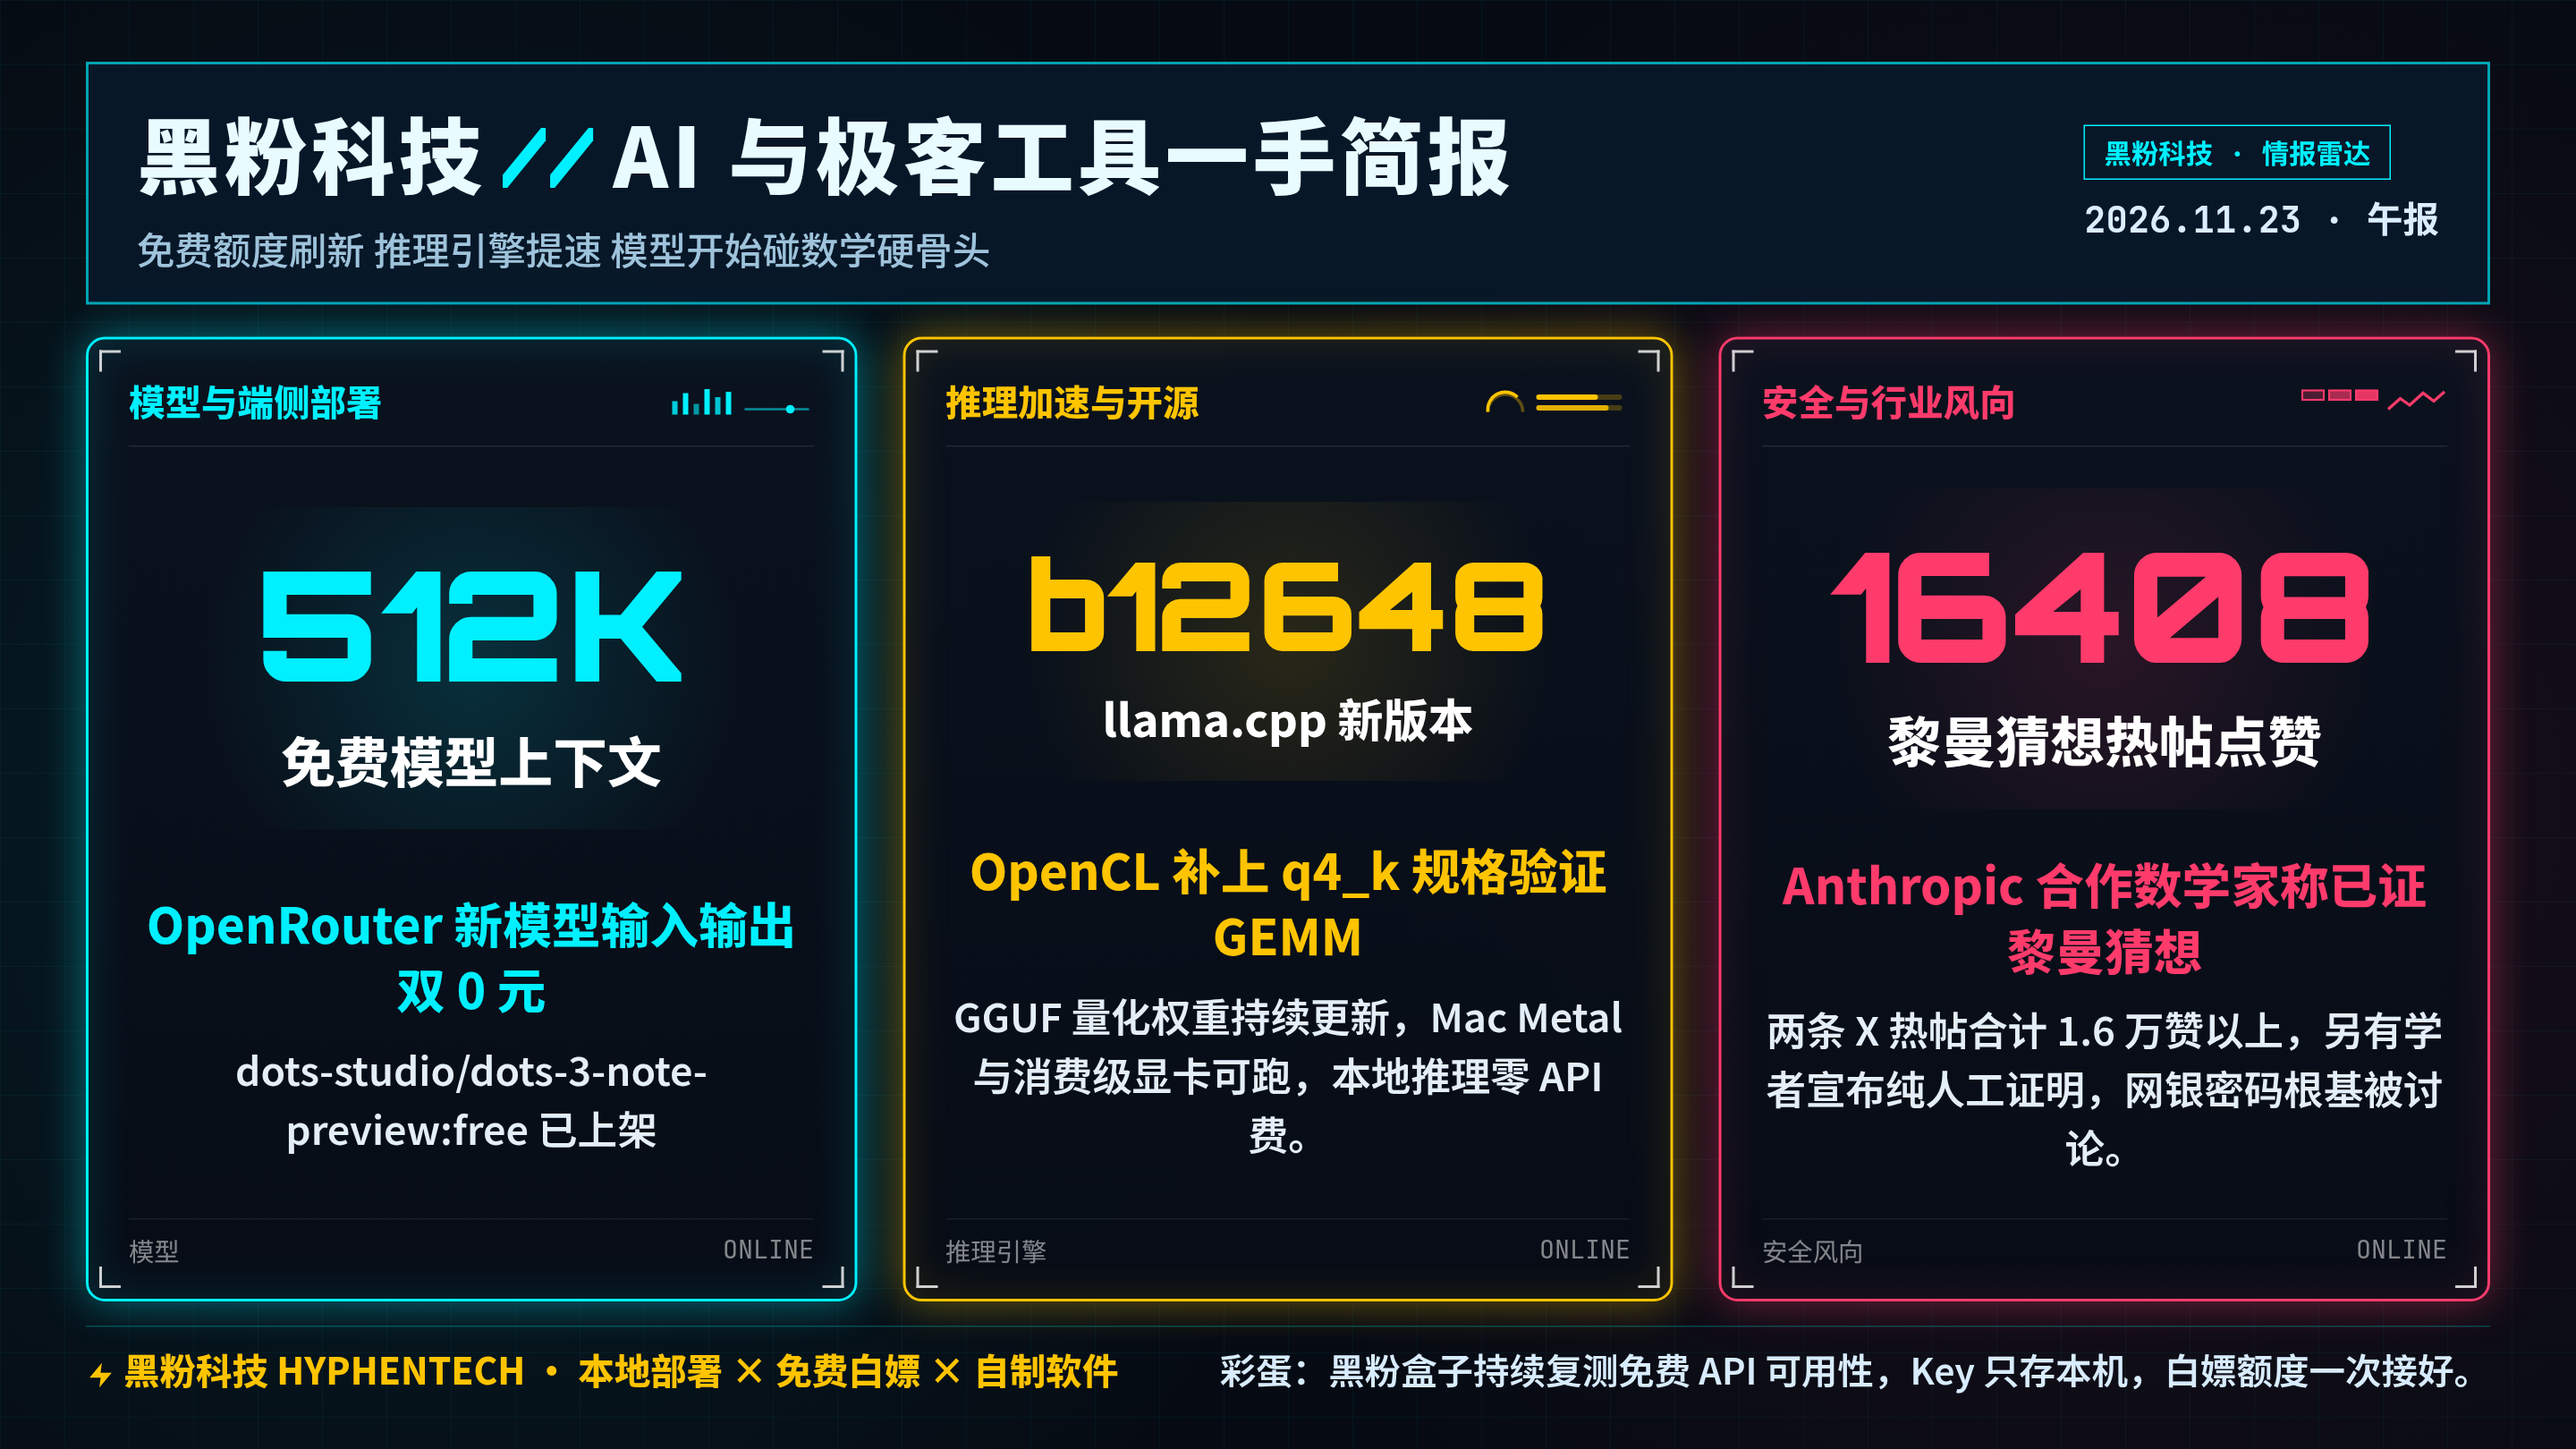 黑粉科技 // AI 与极客工具一手简报
免费额度刷新 推理引擎提速 模型开始碰数学硬骨头
黑粉科技 · 情报雷达
2026.11.23 · 午报
模型与端侧部署
512K
免费模型上下文
OpenRouter 新模型输入输出
双 0 元
dots-studio/dots-3-note-
preview:free 已上架
模型
ONLINE
推理加速与开源
b12648
llama.cpp 新版本
OpenCL 补上 q4_k 规格验证
GEMM
GGUF 量化权重持续更新，Mac Metal
与消费级显卡可跑，本地推理零 API
费。
推理引擎
ONLINE
安全与行业风向
16408
黎曼猜想热帖点赞
Anthropic 合作数学家称已证
黎曼猜想
两条 X 热帖合计 1.6 万赞以上，另有学
者宣布纯人工证明，网银密码根基被讨
论。
安全风向
ONLINE
黑粉科技 HYPHENTECH · 本地部署 × 免费白嫖 × 自制软件
彩蛋：黑粉盒子持续复测免费 API 可用性，Key 只存本机，白嫖额度一次接好。